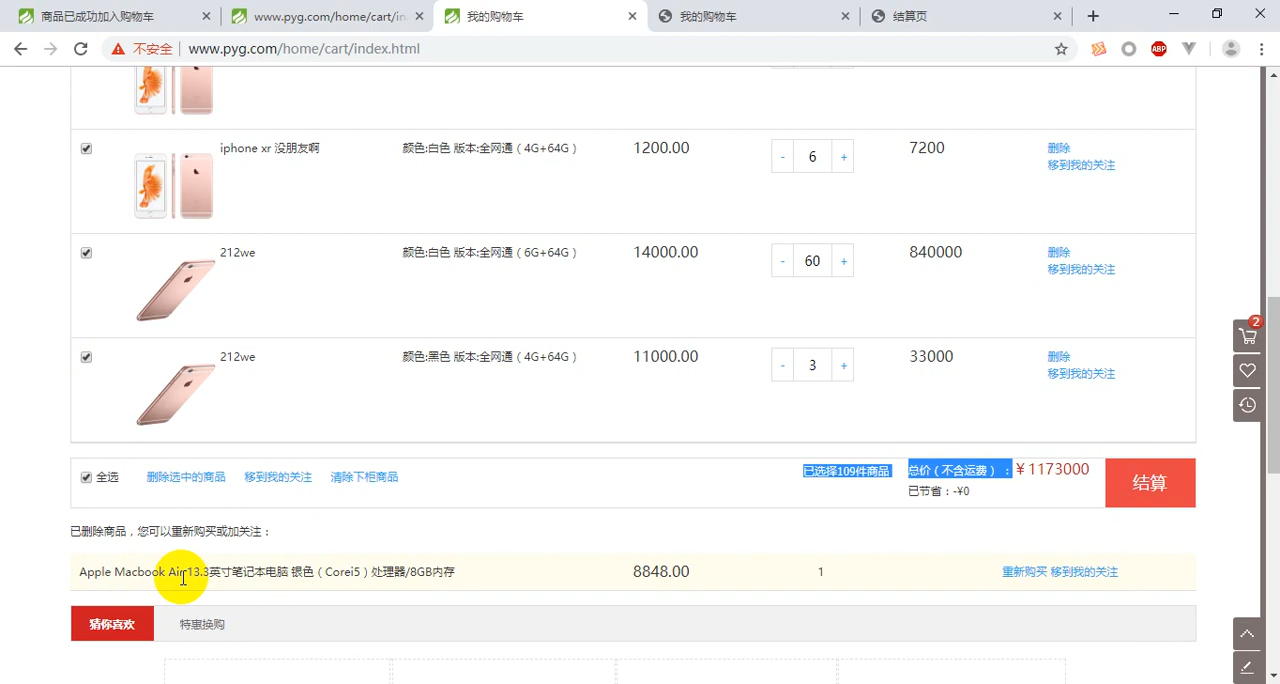 商品已成功加入购物车
www.pyg.com/home/cart/in
我的购物车
我的购物车
结算页
不安全
www.pyg.com/home/cart/index.html
ABP
iphone xr 没朋友啊
颜色:白色 版本:全网通（4G+64G）
1200.00
- 6 +
7200
删除
移到我的关注
212we
颜色:白色 版本:全网通（6G+64G）
14000.00
- 60 +
840000
删除
移到我的关注
212we
颜色:黑色 版本:全网通（4G+64G）
11000.00
- 3 +
33000
删除
移到我的关注
2
全选
删除选中的商品
移到我的关注
清除下柜商品
已选择109件商品
总价（不含运费）：¥1173000
已节省：-¥0
结算
已删除商品，您可以重新购买或加关注：
Apple Macbook Air 13.3英寸笔记本电脑 银色（Corei5）处理器/8GB内存
8848.00
1
重新购买 移到我的关注
猜你喜欢
特惠换购